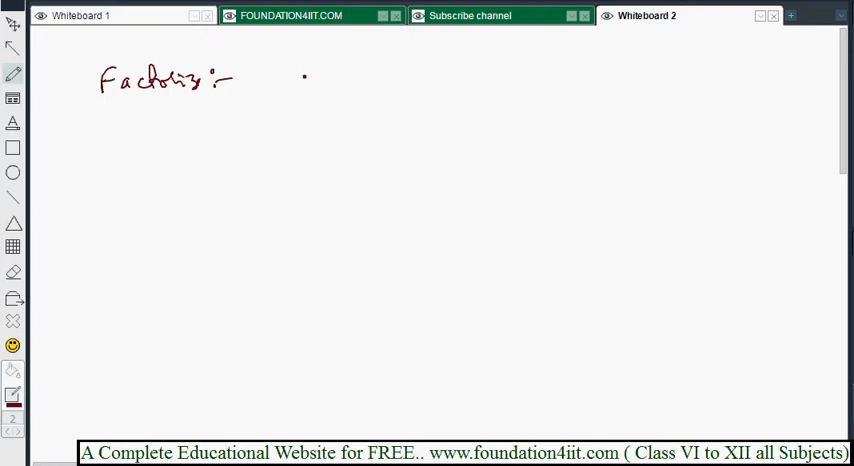 Whiteboard 1 FOUNDATION4IIT.COM Subscribe channel Whiteboard 2
Factorize :-
2
A Complete Educational Website for FREE.. www.foundation4iit.com ( Class VI to XII all Subjects)